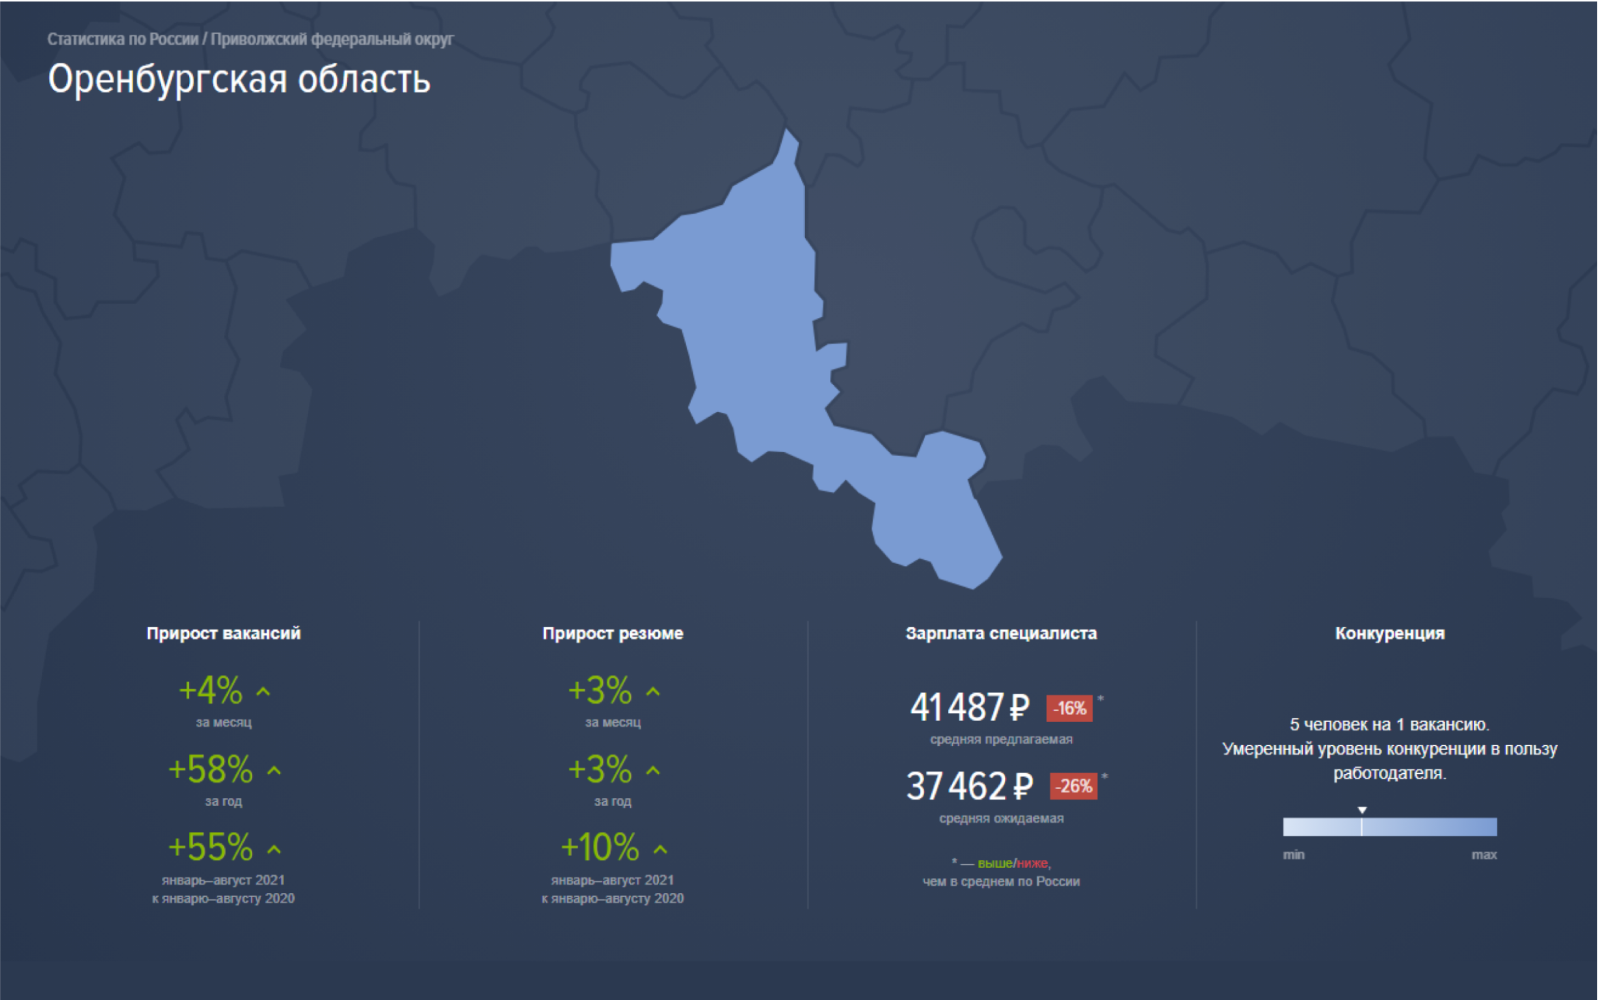 Статистика по России / Приволжский федеральный округ
Оренбургская область
Прирост вакансий
+4%
за месяц
+58%
за год
+55%
январь–август 2021
к январю–августу 2020
Прирост резюме
+3%
за месяц
+3%
за год
+10%
январь–август 2021
к январю–августу 2020
Зарплата специалиста
41 487 ₽ -16% *
средняя предлагаемая
37 462 ₽ -26% *
средняя ожидаемая
* — выше/ниже,
чем в среднем по России
Конкуренция
5 человек на 1 вакансию.
Умеренный уровень конкуренции в пользу
работодателя.
min max